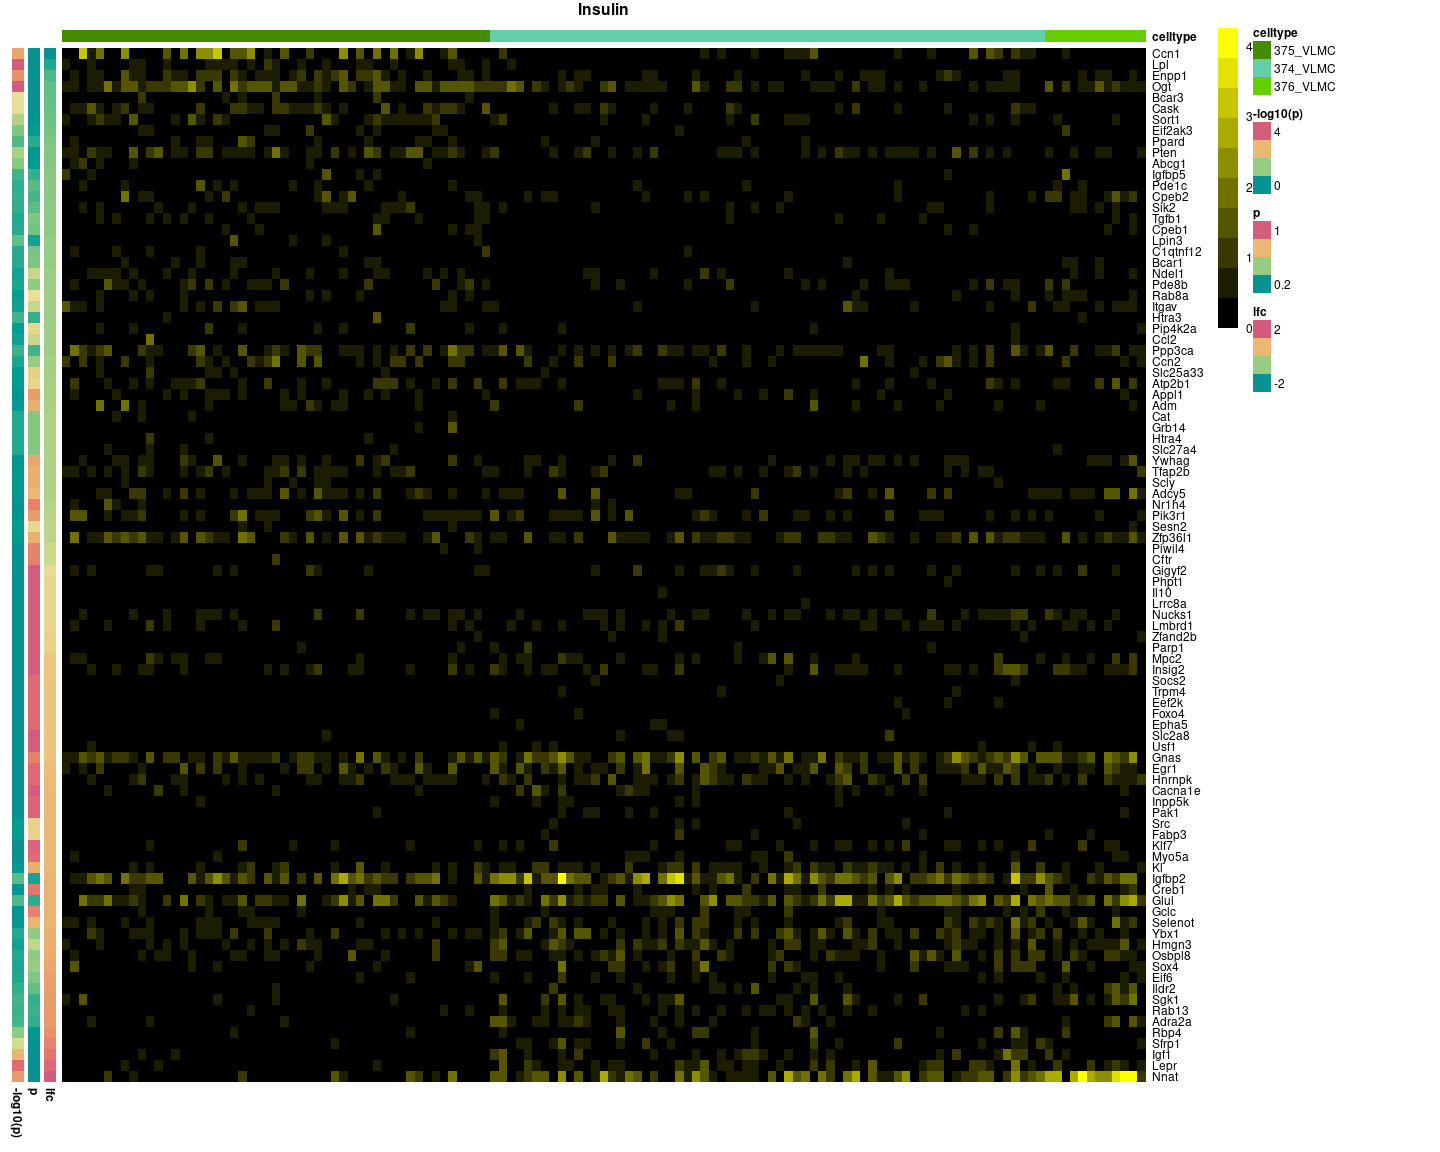 Insulin
celltype
Ccn1
Lpl
Enpp1
Ogt
Bcar3
Cask
Sort1
Eif2ak3
Ppard
Pten
Abcg1
Igfbp5
Pde1c
Cpeb2
Sik2
Tgfb1
Cpeb1
Lpin3
C1qtnf12
Bcar1
Ndel1
Pde8b
Rab8a
Itgav
Htra3
Pip4k2a
Ccl2
Ppp3ca
Ccn2
Slc25a33
Atp2b1
Appl1
Adm
Cat
Grb14
Htra4
Slc27a4
Ywhag
Tfap2b
Scly
Adcy5
Nr1h4
Pik3r1
Sesn2
Zfp36l1
Piwil4
Cftr
Gigyf2
Phpt1
Il10
Lrrc8a
Nucks1
Lmbrd1
Zfand2b
Parp1
Mpc2
Insig2
Socs2
Trpm4
Eef2k
Foxo4
Epha5
Slc2a8
Usf1
Gnas
Egr1
Hnrnpk
Cacna1e
Inpp5k
Pak1
Src
Fabp3
Klf7
Myo5a
Kl
Igfbp2
Creb1
Glul
Gclc
Selenot
Ybx1
Hmgn3
Osbpl8
Sox4
Eif6
Ildr2
Sgk1
Rab13
Adra2a
Rbp4
Sfrp1
Igf1
Lepr
Nnat
4
3
2
1
0
celltype
375_VLMC
374_VLMC
376_VLMC
-log10(p)
4
0
p
1
0.2
lfc
2
-2
-log10(p)
p
lfc